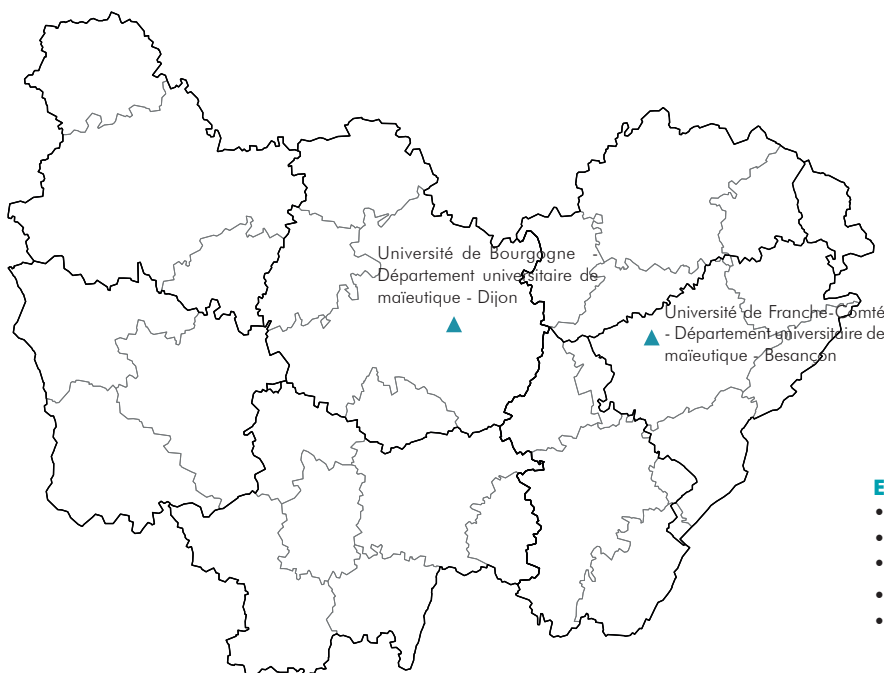 Université de Bourgogne -
Département universitaire de
maïeutique - Dijon
Université de Franche-Comté
- Département universitaire de
maïeutique - Besançon
E
•
•
•
•
•